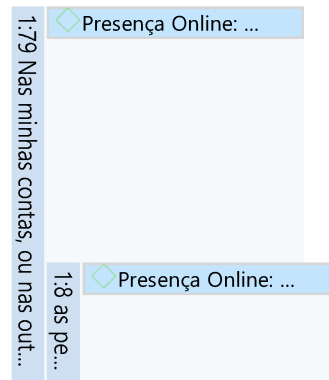 1:79 Nas minhas contas, ou nas out...
Presença Online: ...
1:8 as pe...
Presença Online: ...